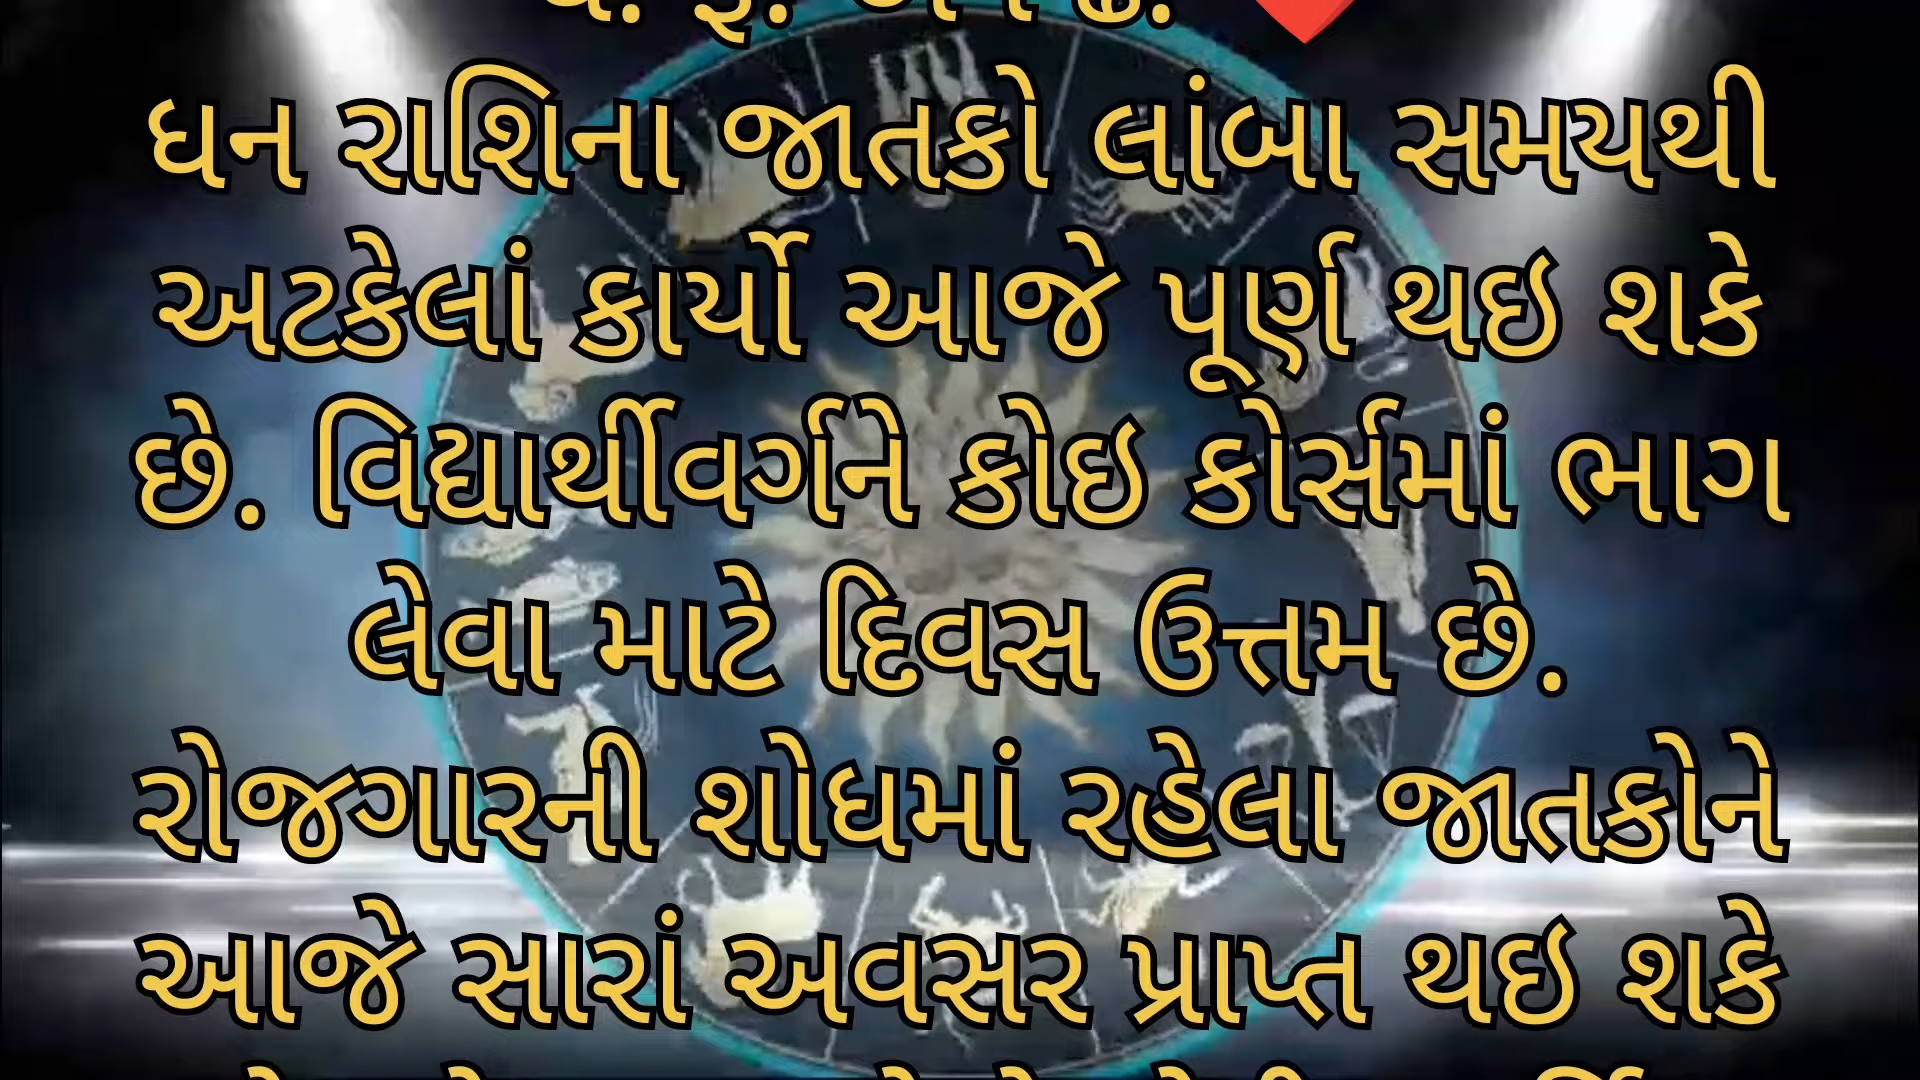 ધન રાશિના જાતકો લાંબા સમયથી
અટકેલાં કાર્યો આજે પૂર્ણ થઇ શકે
છે. વિદ્યાર્થીવર્ગને કોઇ કોર્સમાં ભાગ
લેવા માટે દિવસ ઉત્તમ છે.
રોજગારની શોધમાં રહેલા જાતકોને
આજે સારાં અવસર પ્રાપ્ત થઇ શકે